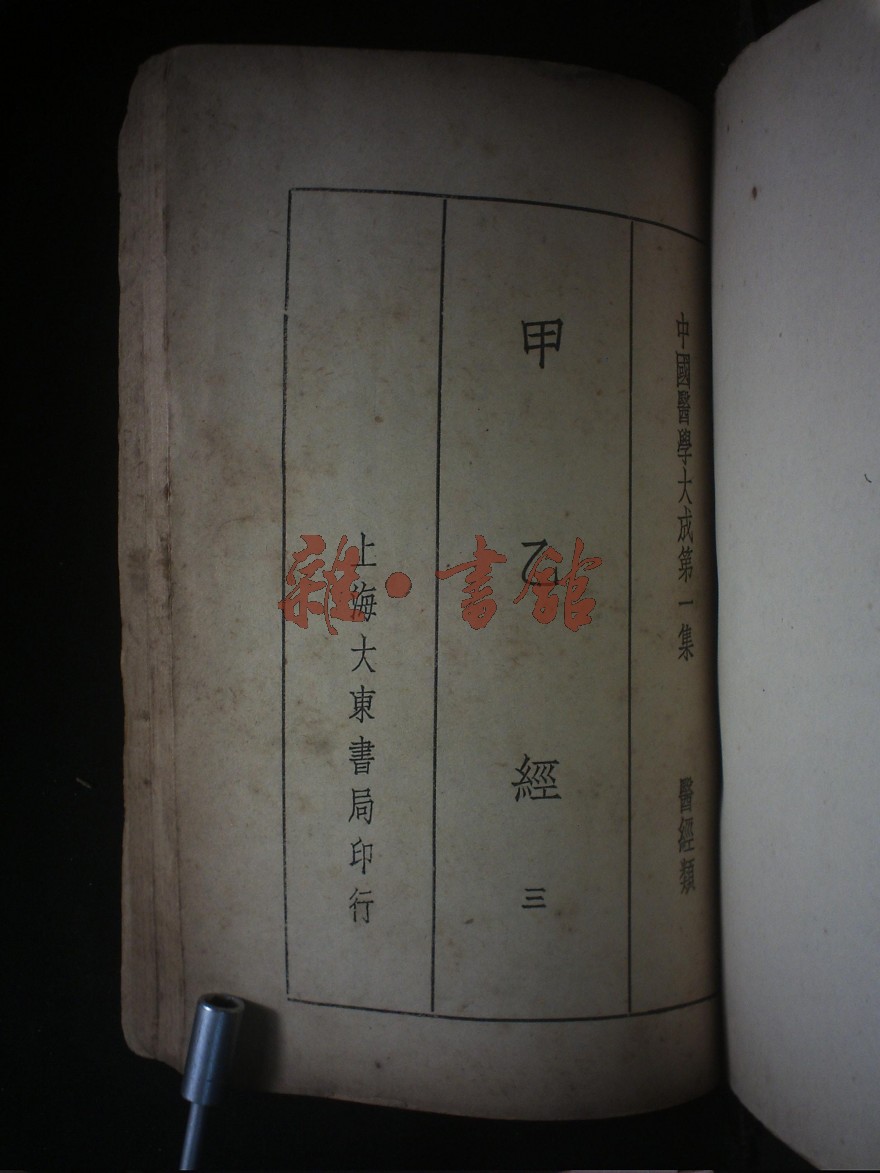 中國醫學大成第一集　醫經類
甲乙經　三
上海大東書局印行
雜·書館